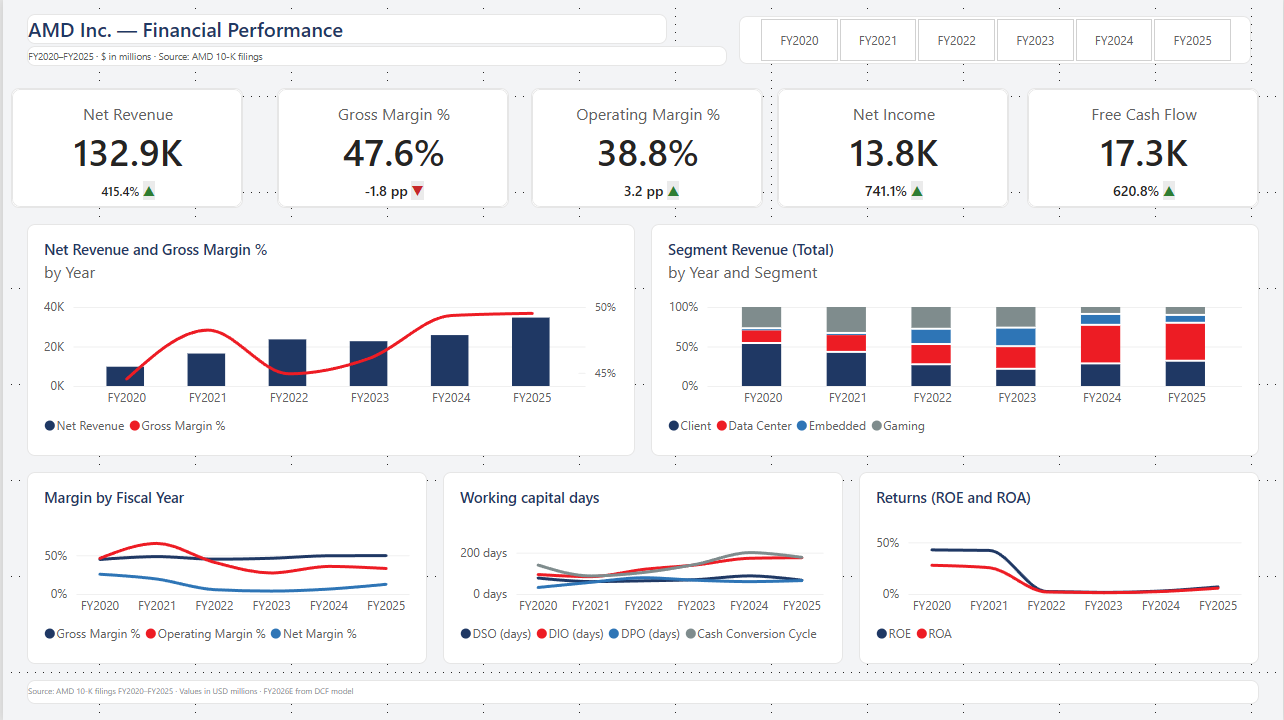 AMD Inc. — Financial Performance
FY2020–FY2025 · $ in millions · Source: AMD 10-K filings
FY2020 FY2021 FY2022 FY2023 FY2024 FY2025
Net Revenue
132.9K
415.4% ▲
Gross Margin %
47.6%
-1.8 pp ▼
Operating Margin %
38.8%
3.2 pp ▲
Net Income
13.8K
741.1% ▲
Free Cash Flow
17.3K
620.8% ▲
Net Revenue and Gross Margin %
by Year
40K 50%
20K
0K 45%
FY2020 FY2021 FY2022 FY2023 FY2024 FY2025
Net Revenue Gross Margin %
Segment Revenue (Total)
by Year and Segment
100%
50%
0%
FY2020 FY2021 FY2022 FY2023 FY2024 FY2025
Client Data Center Embedded Gaming
Margin by Fiscal Year
50%
0%
FY2020 FY2021 FY2022 FY2023 FY2024 FY2025
Gross Margin % Operating Margin % Net Margin %
Working capital days
200 days
0 days
FY2020 FY2021 FY2022 FY2023 FY2024 FY2025
DSO (days) DIO (days) DPO (days) Cash Conversion Cycle
Returns (ROE and ROA)
50%
0%
FY2020 FY2021 FY2022 FY2023 FY2024 FY2025
ROE ROA
Source: AMD 10-K filings FY2020–FY2025 · Values in USD millions · FY2026E from DCF model